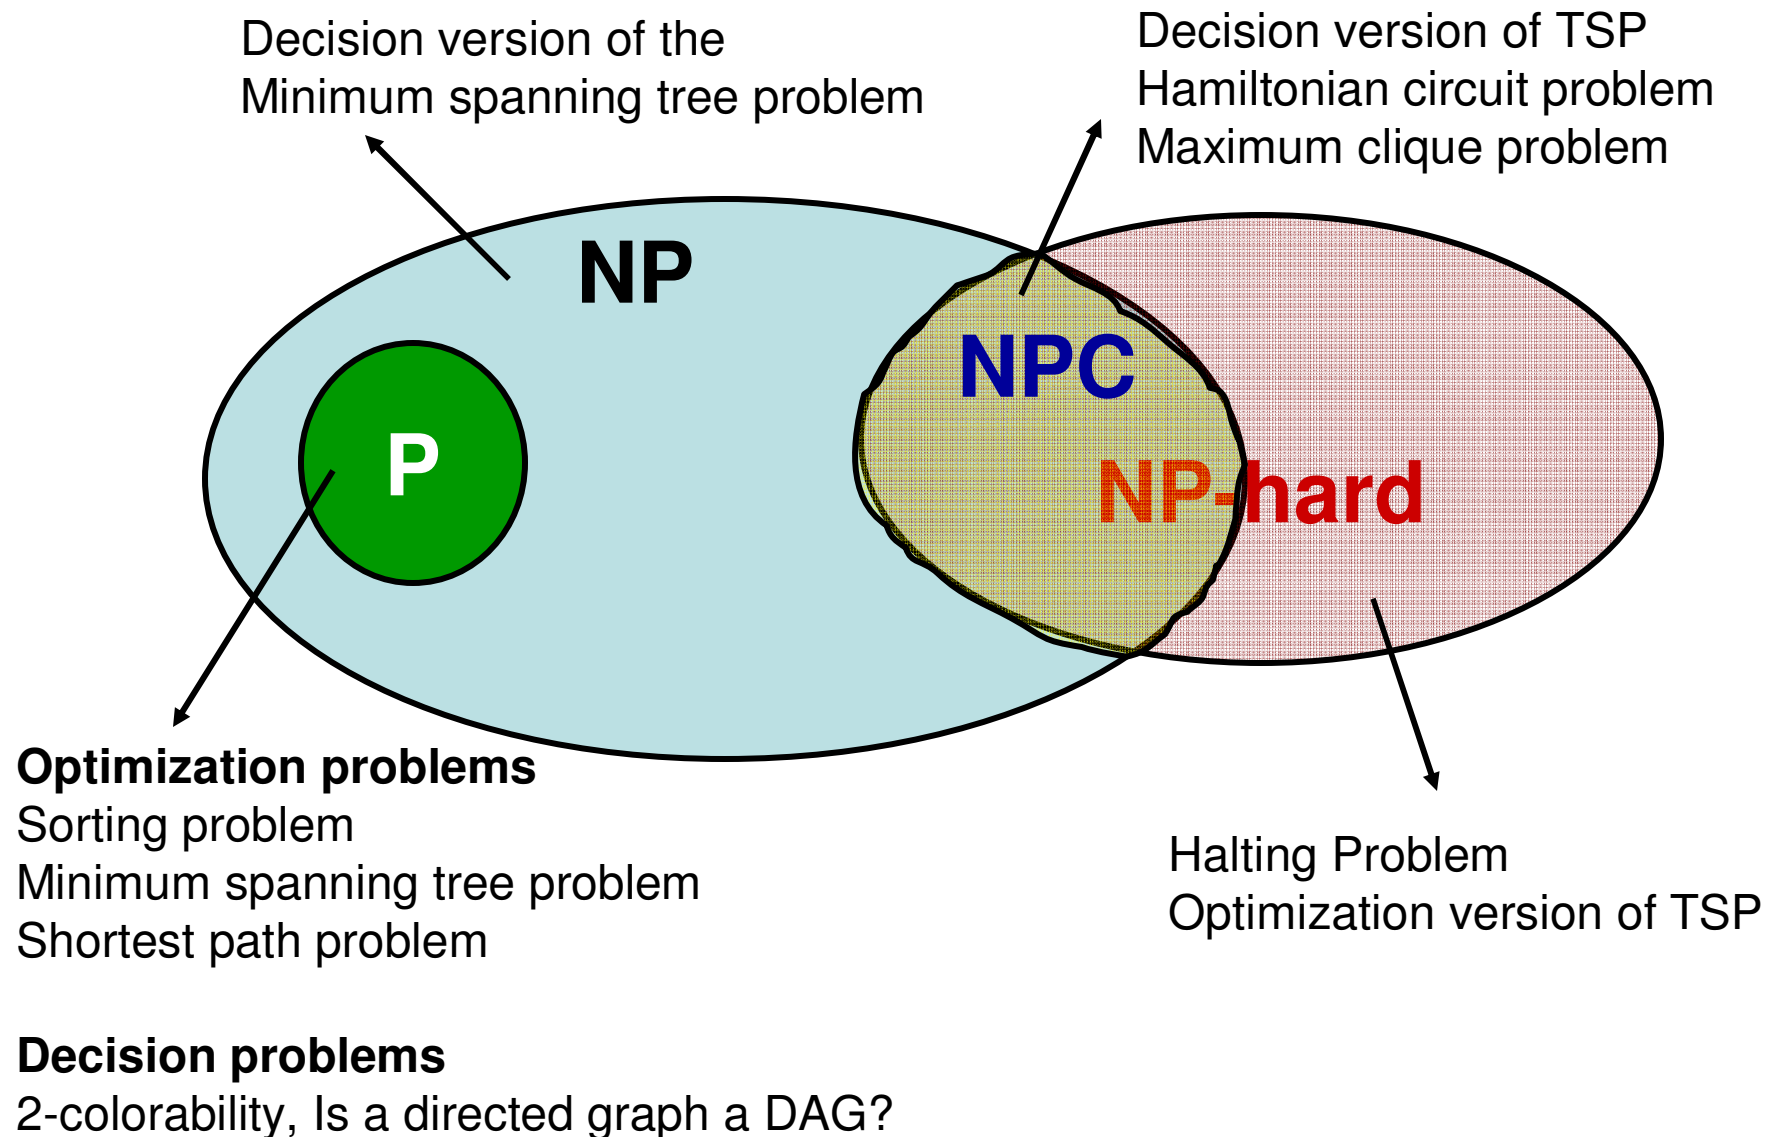 Decision version of the
Minimum spanning tree problem
Decision version of TSP
Hamiltonian circuit problem
Maximum clique problem
NP
NPC
P
NP-hard
Optimization problems
Sorting problem
Minimum spanning tree problem
Shortest path problem
Halting Problem
Optimization version of TSP
Decision problems
2-colorability, Is a directed graph a DAG?